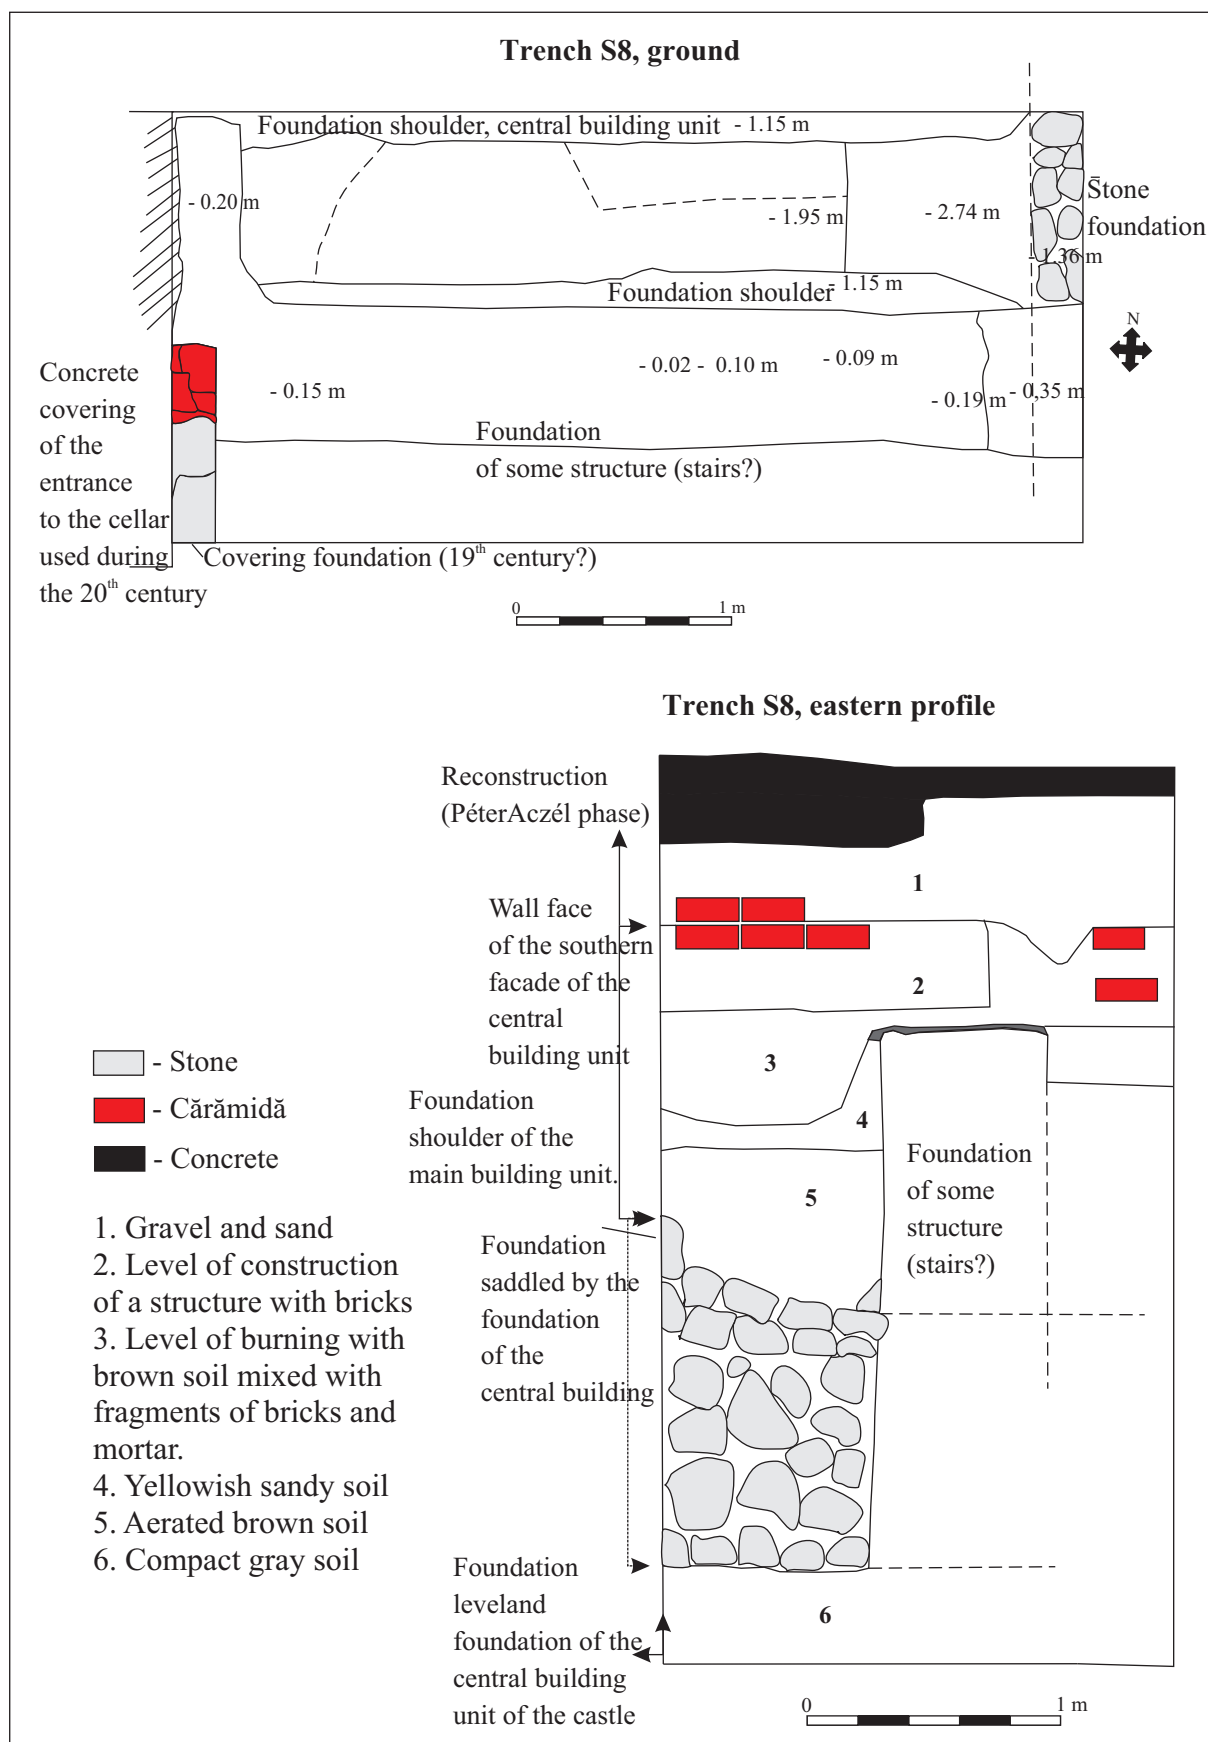 Trench S8, ground
Foundation shoulder, central building unit - 1.15 m
- 0.20 m
- 1.95 m
- 2.74 m
Stone
foundation
- 1.36 m
- 1.15 m
Foundation shoulder
N
- 0.02 - 0.10 m
- 0.09 m
- 0.15 m
- 0.19 m
- 0,35 m
Concrete
covering
of the
entrance
to the cellar
used during
the 20th century
Foundation
of some structure (stairs?)
Covering foundation (19th century?)
0 1 m
Trench S8, eastern profile
Reconstruction
(PéterAczél phase)
1
Wall face
of the southern
facade of the
central
building unit
2
3
4
- Stone
- Cărămidă
- Concrete
Foundation
shoulder of the
main building unit.
5
Foundation
of some
structure
(stairs?)
1. Gravel and sand
2. Level of construction
of a structure with bricks
3. Level of burning with
brown soil mixed with
fragments of bricks and
mortar.
4. Yellowish sandy soil
5. Aerated brown soil
6. Compact gray soil
Foundation
saddled by the
foundation
of the
central building
Foundation
leveland
foundation of the
central building
unit of the castle
6
0 1 m